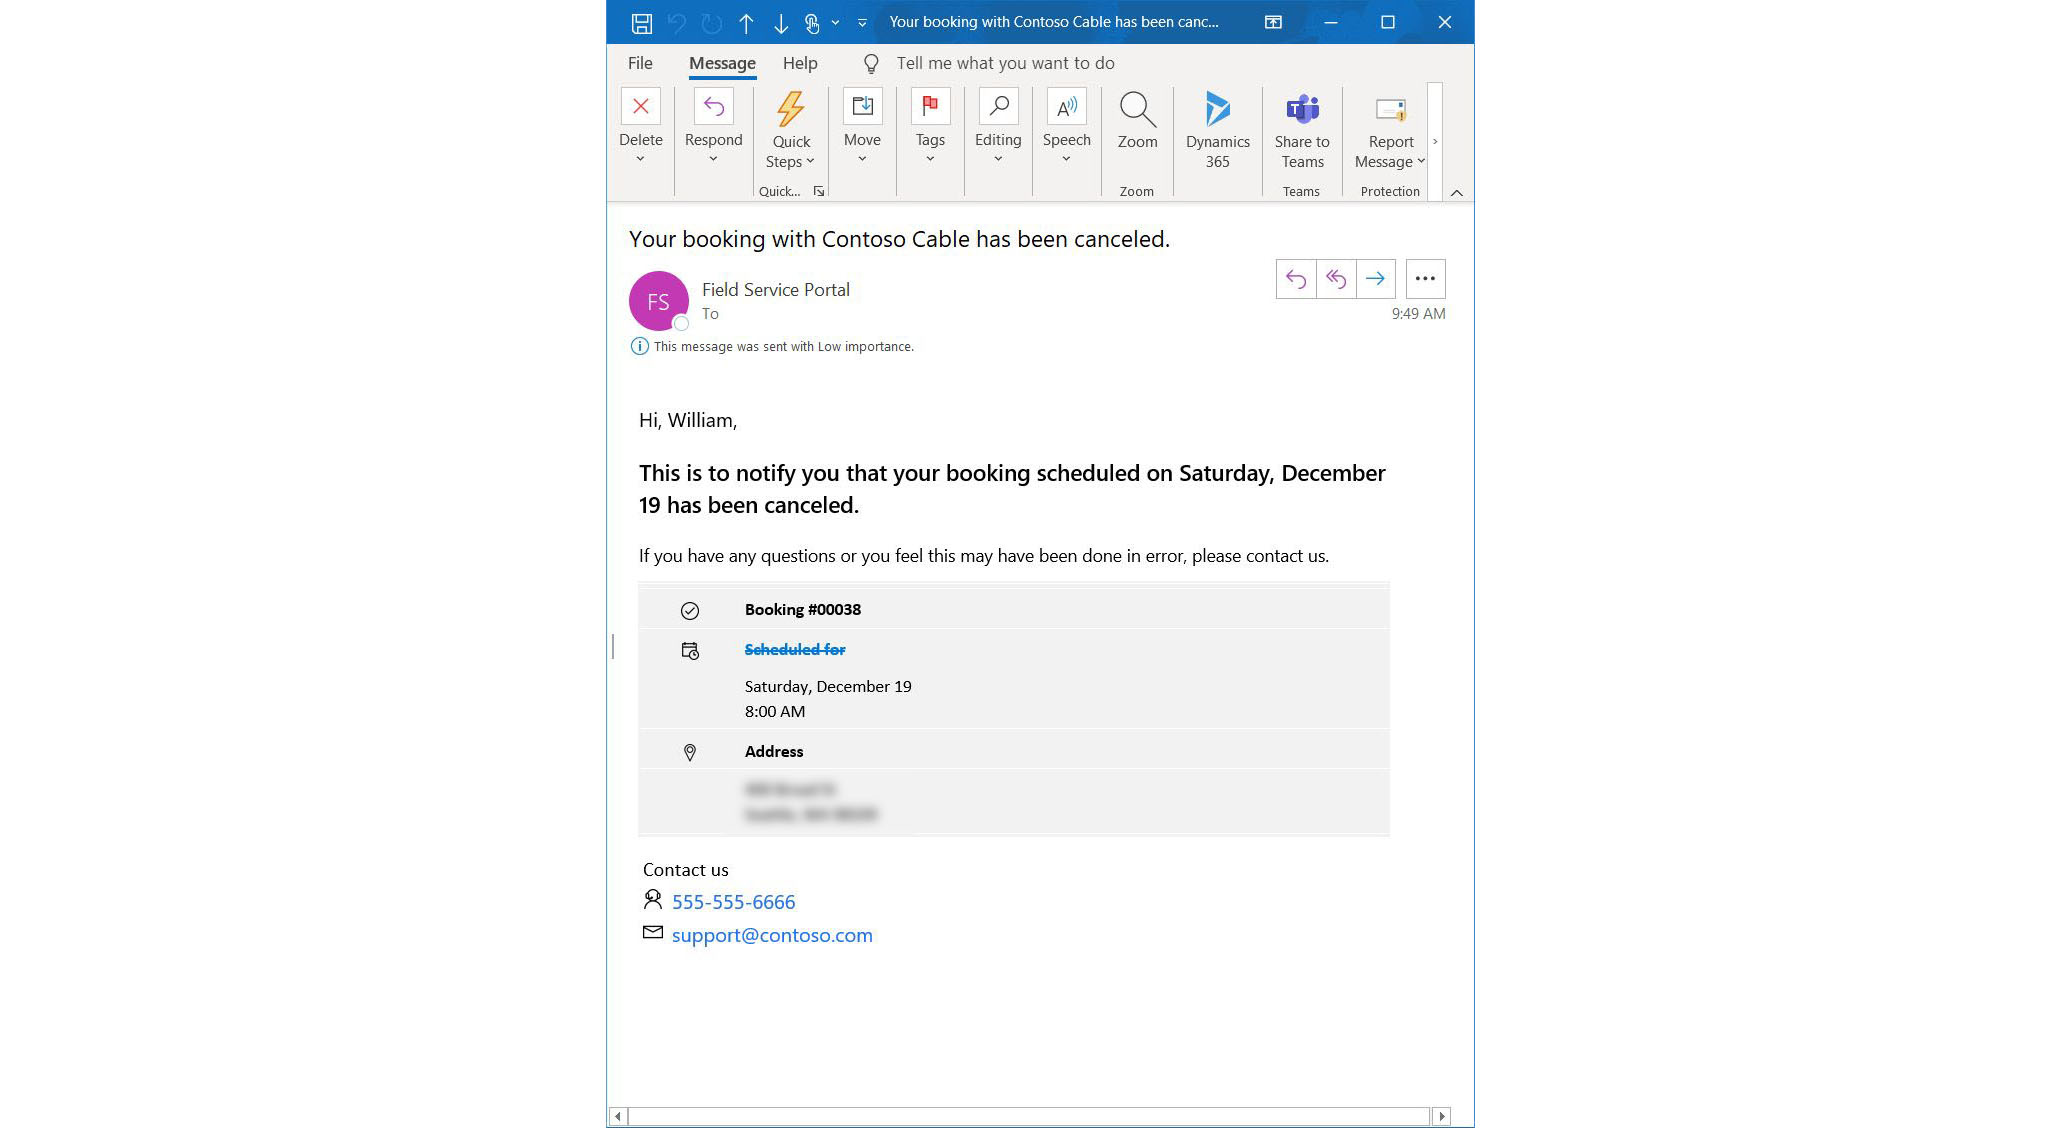 Your booking with Contoso Cable has been canc...
File Message Help Tell me what you want to do
Delete Respond Quick Steps Move Tags Editing Speech Zoom Dynamics 365 Share to Teams Report Message
Quick... Zoom Teams Protection
Your booking with Contoso Cable has been canceled.
FS
Field Service Portal
To
9:49 AM
This message was sent with Low importance.
Hi, William,
This is to notify you that your booking scheduled on Saturday, December
19 has been canceled.
If you have any questions or you feel this may have been done in error, please contact us.
Booking #00038
Scheduled for
Saturday, December 19
8:00 AM
Address
Contact us
555-555-6666
support@contoso.com